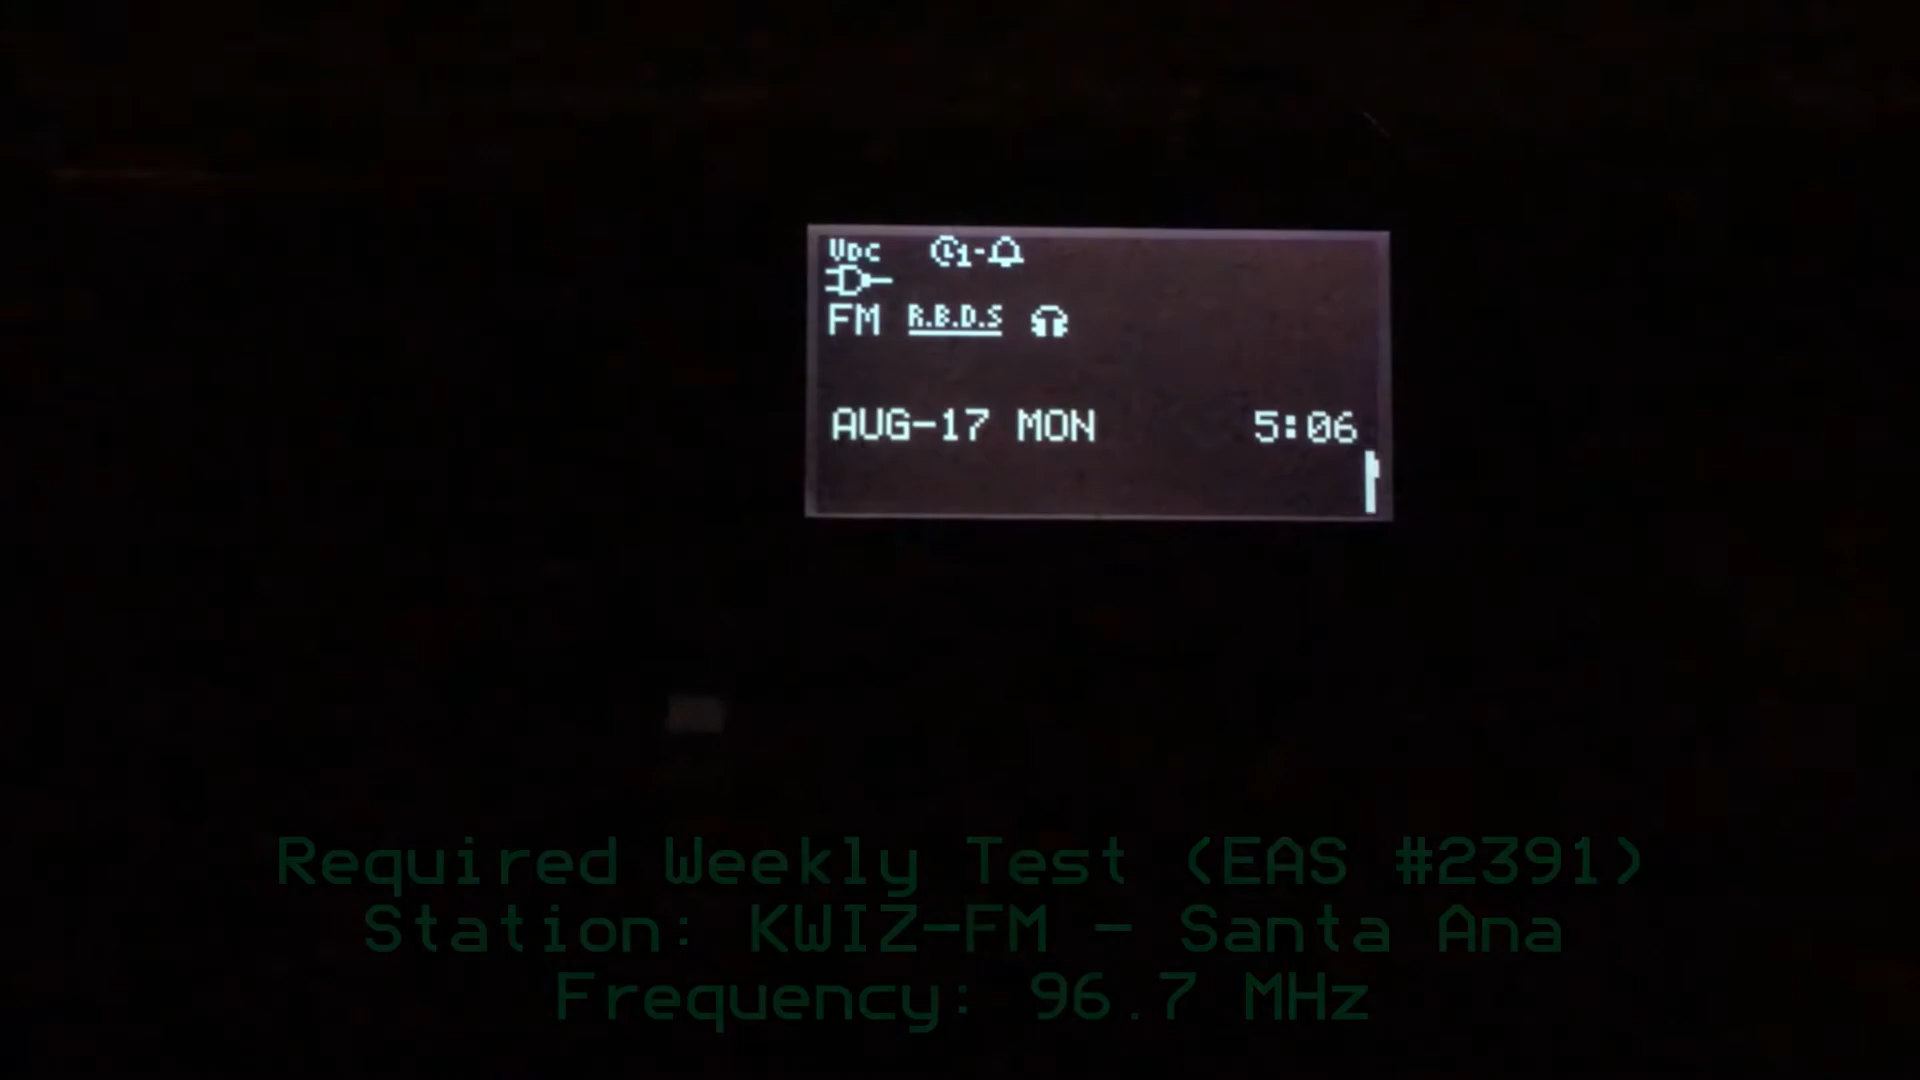 VDC 1-
FM R.B.D.S
AUG-17 MON 5:06
Required Weekly Test (EAS #2391)
Station: KWIZ-FM - Santa Ana
Frequency: 96.7 MHz